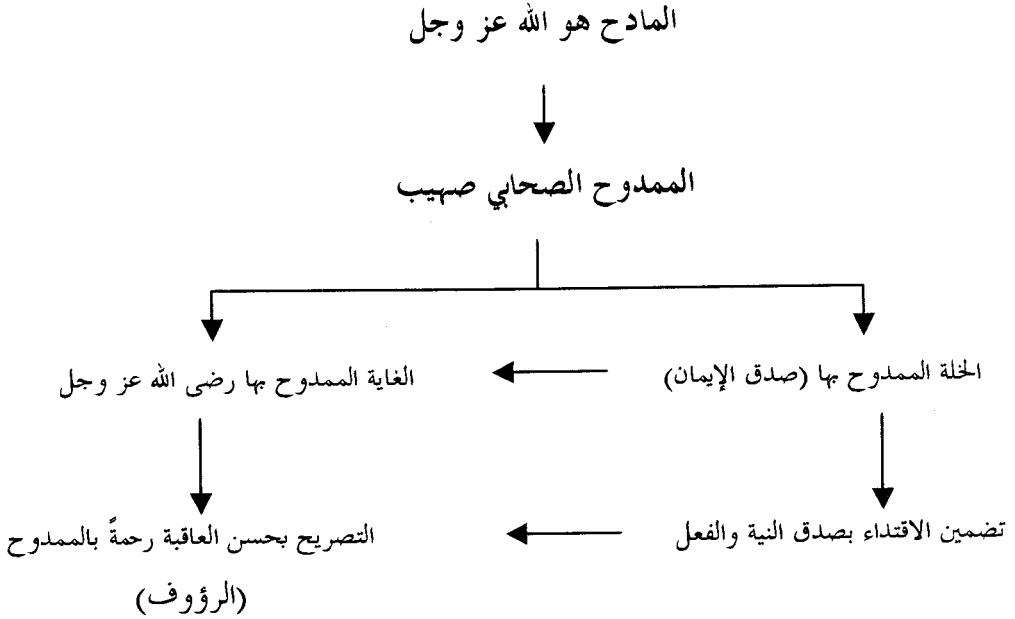 المادح هو الله عز وجل
الممدوح الصحابي صهيب
الخلة الممدوح بها (صدق الإيمان)
الغاية الممدوح بها رضى الله عز وجل
تضمين الاقتداء بصدق النية والفعل
التصريح بحسن العاقبة رحمةً بالممدوح
(الرؤوف)